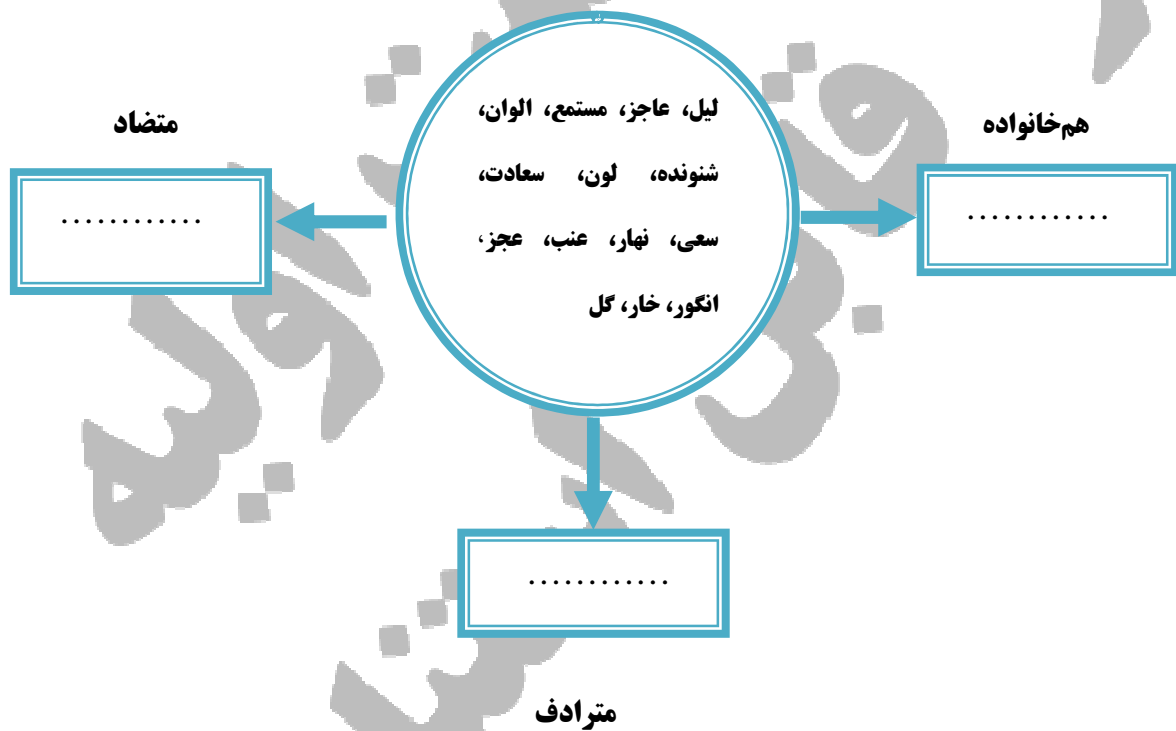 لیل، عاجز، مستمع، الوان،
شنونده، لون، سعادت،
سعی، نهار، عنب، عجز،
انگور، خار، گل
هم‌خانواده
............
متضاد
............
............
مترادف